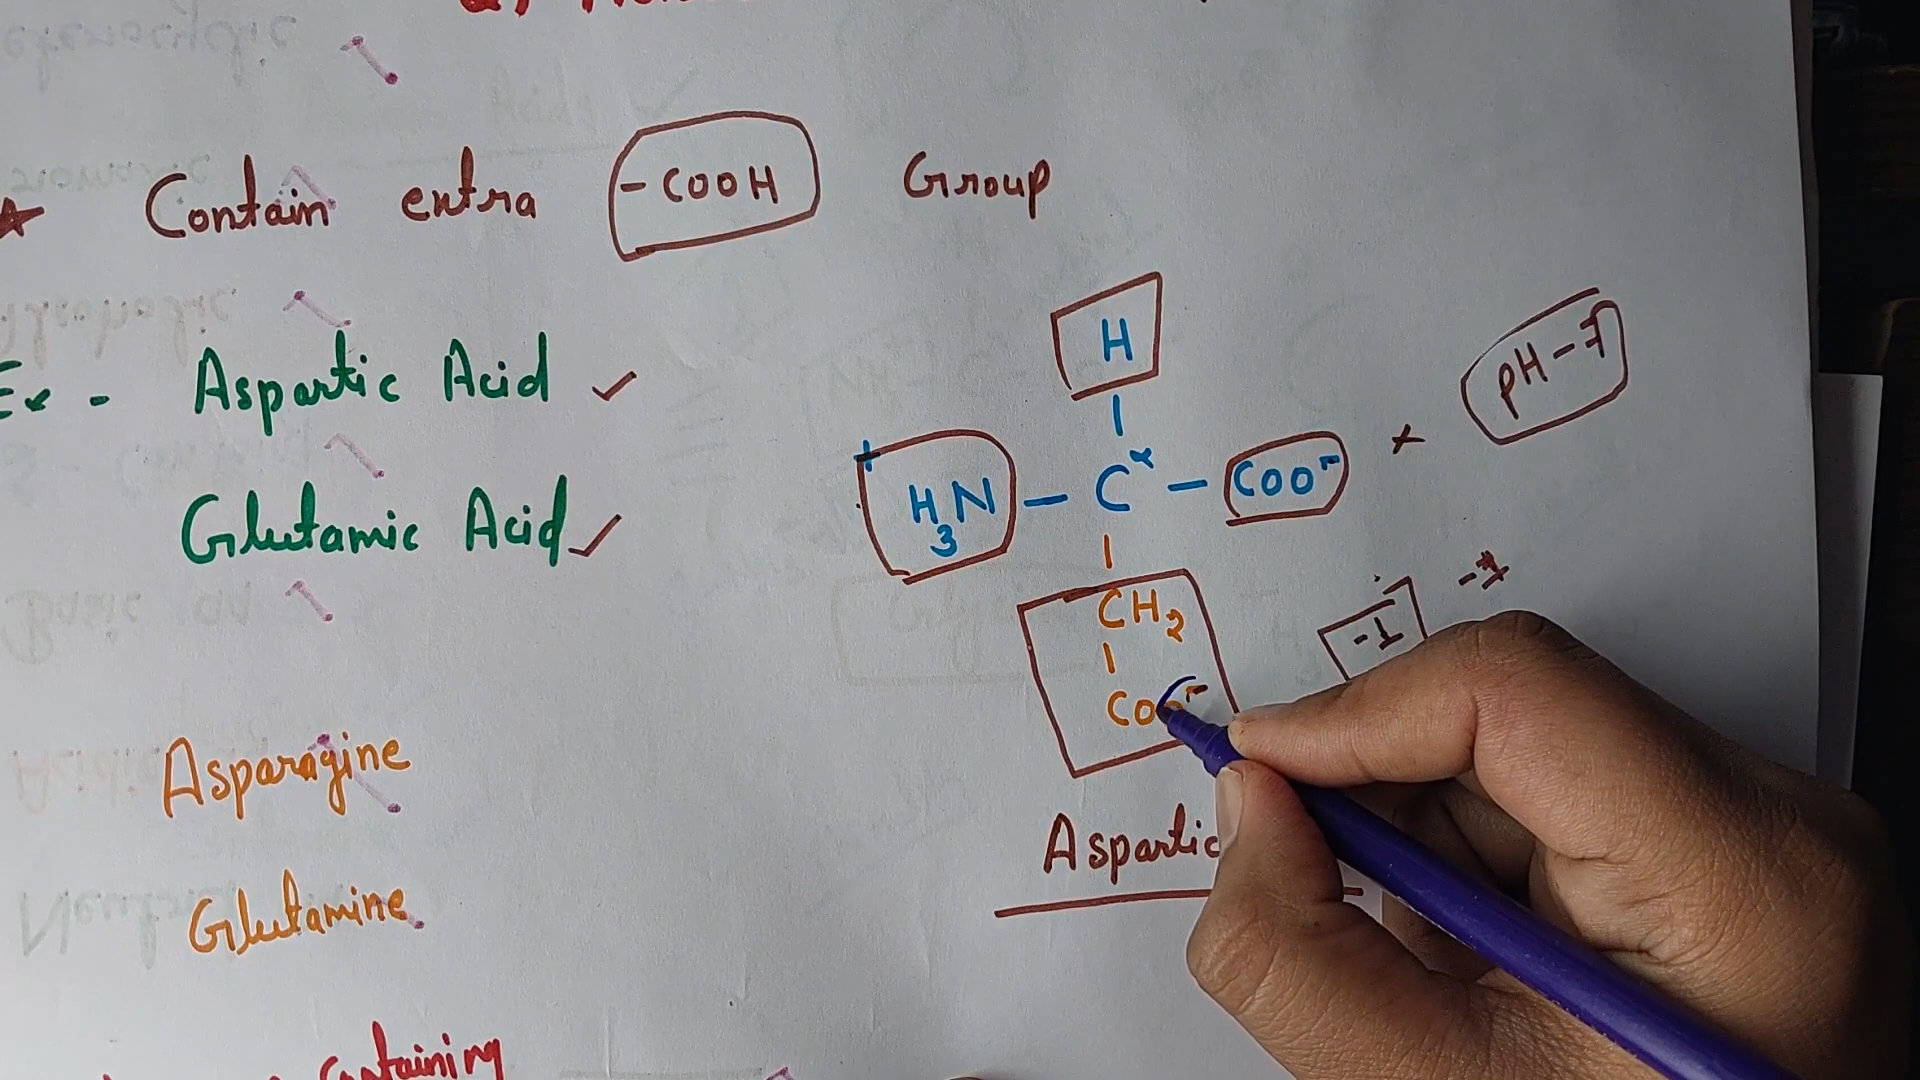 Contain extra -COOH Group
H
pH-7
Ex - Aspartic Acid
+
H3N - Cα - COO-
Glutamic Acid
CH2
-1
COO-
Asparagine
Aspartic
Glutamine
Containing